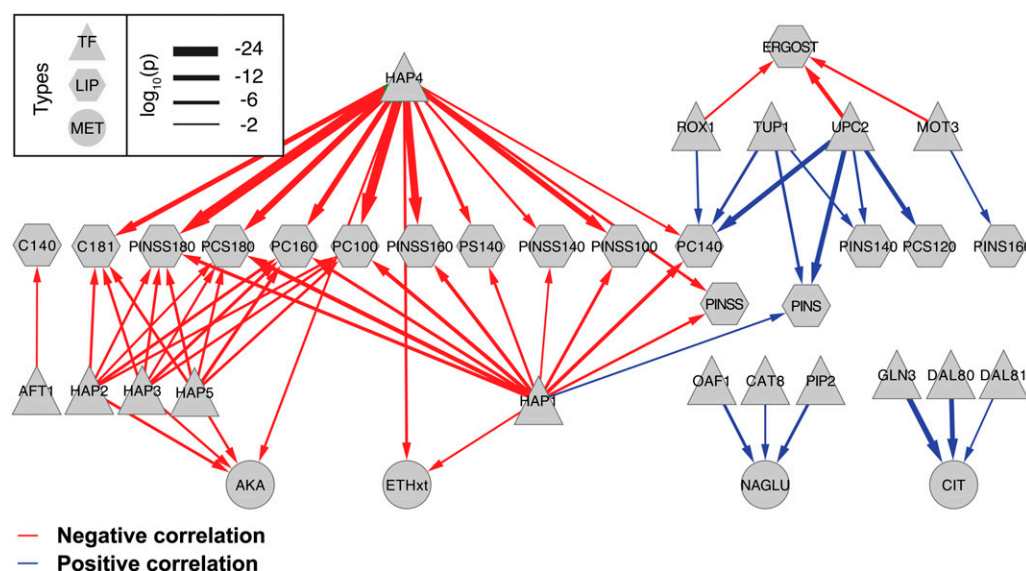 Types
TF
LIP
MET
log10(p)
-24
-12
-6
-2
HAP4
ERGOST
ROX1
TUP1
UPC2
MOT3
C140
C181
PINSS180
PCS180
PC160
PC100
PINSS160
PS140
PINSS140
PINSS100
PC140
PINS140
PCS120
PINS160
PINSS
PINS
AFT1
HAP2
HAP3
HAP5
HAP1
OAF1
CAT8
PIP2
GLN3
DAL80
DAL81
AKA
ETHxt
NAGLU
CIT
Negative correlation
Positive correlation